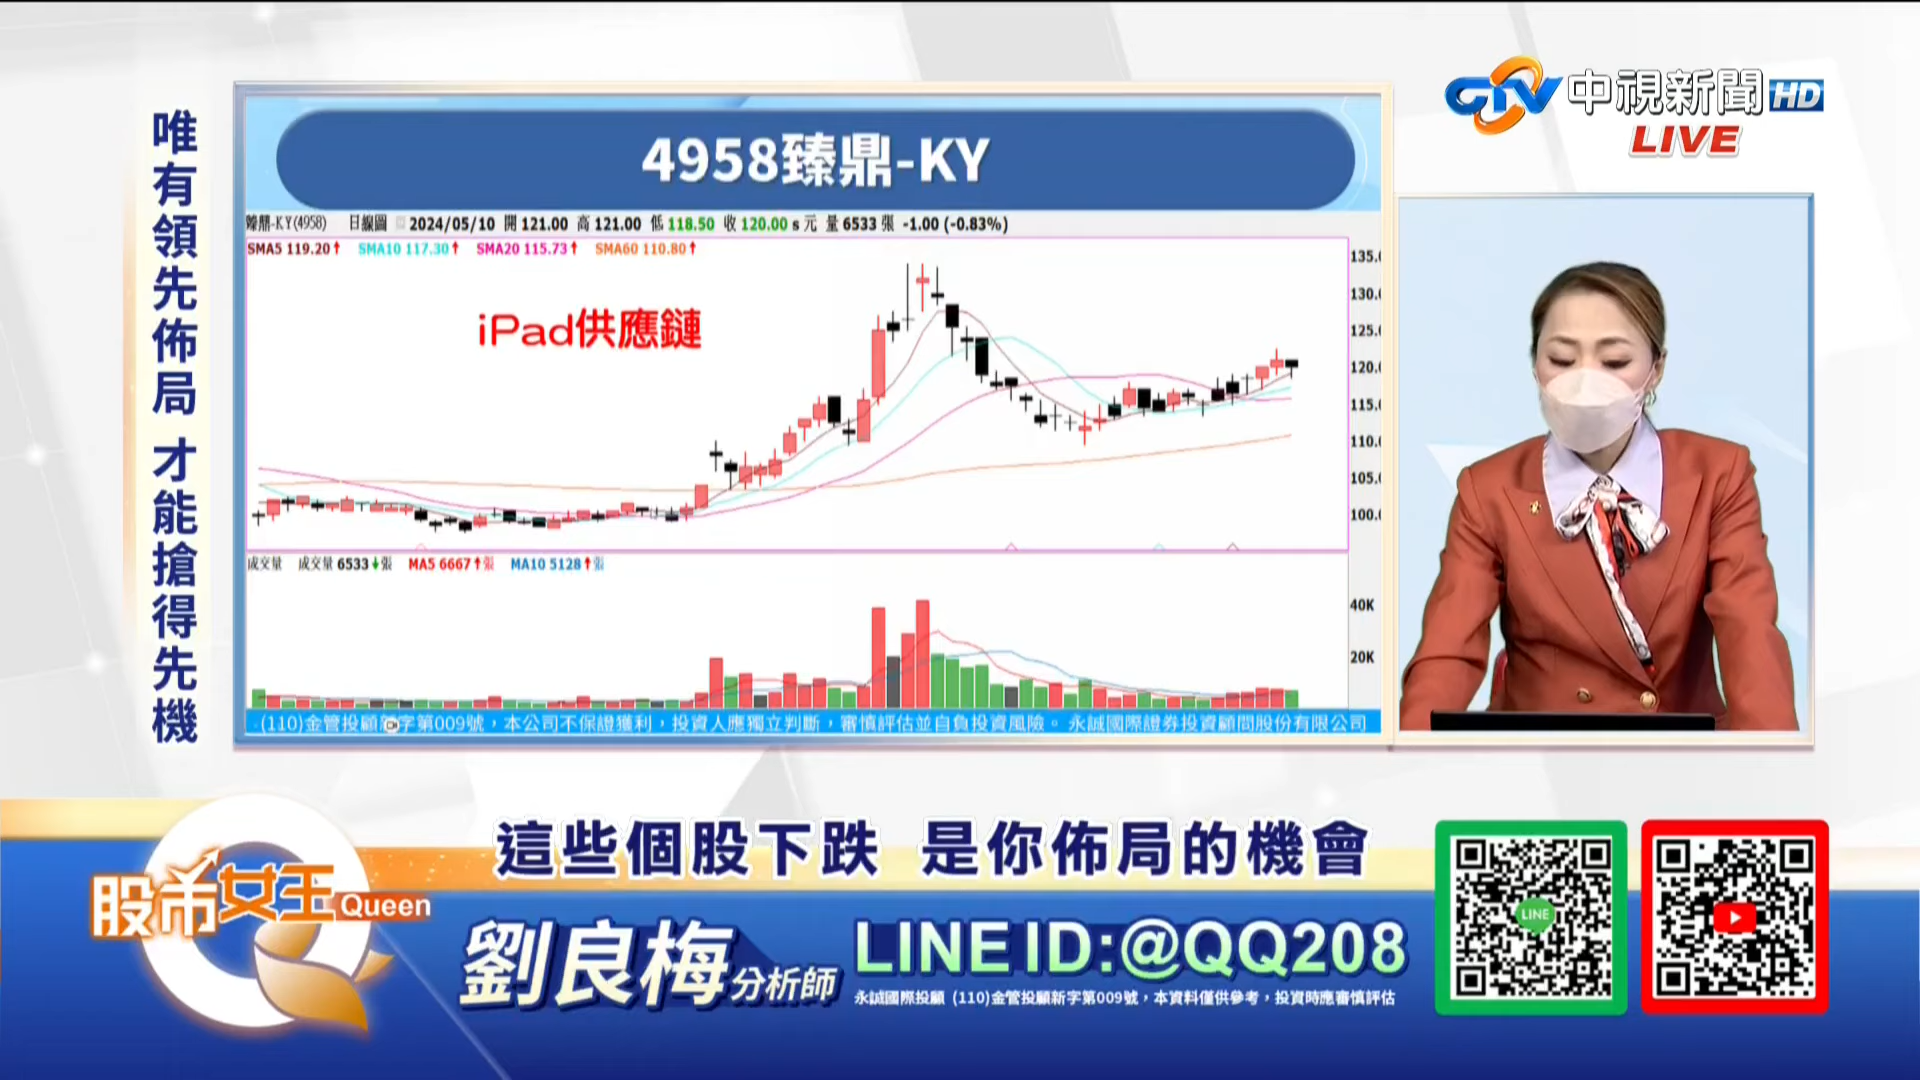 唯有領先佈局 才能搶得先機
4958臻鼎-KY
臻鼎-KY(4958) 日線圖 2024/05/10 開 121.00 高 121.00 低 118.50 收 120.00 s 元 量 6533 張 -1.00 (-0.83%)
SMA5 119.20↑ SMA10 117.30↑ SMA20 115.73↑ SMA60 110.80↑
iPad供應鏈
135.0
130.0
125.0
120.0
115.0
110.0
105.0
100.0
成交量 成交量 6533↓張 MA5 6667↑張 MA10 5128↑張
40K
20K
(110)金管投顧新字第009號，本公司不保證獲利，投資人應獨立判斷，審慎評估並自負投資風險。 永誠國際證券投資顧問股份有限公司
CTV中視新聞HD
LIVE
這些個股下跌 是你佈局的機會
股市女王Queen
劉良梅分析師
LINE ID:@QQ208
永誠國際投顧 (110)金管投顧新字第009號，本資料僅供參考，投資時應審慎評估
LINE